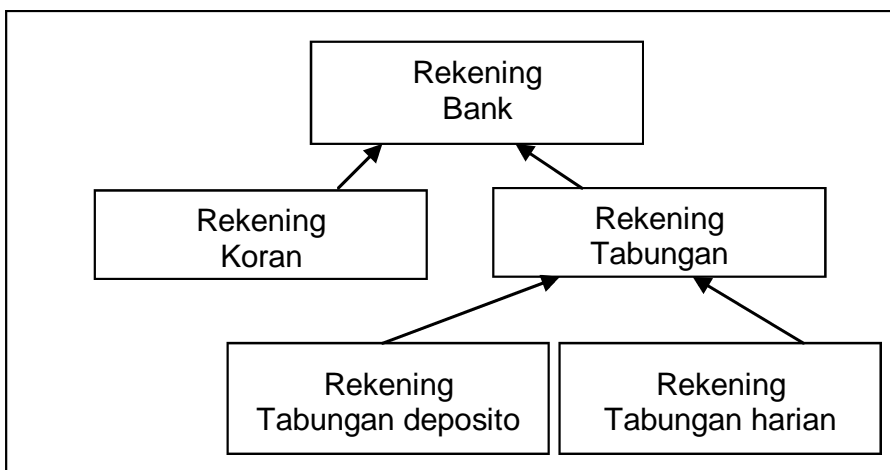 Rekening
Bank
Rekening
Koran
Rekening
Tabungan
Rekening
Tabungan deposito
Rekening
Tabungan harian